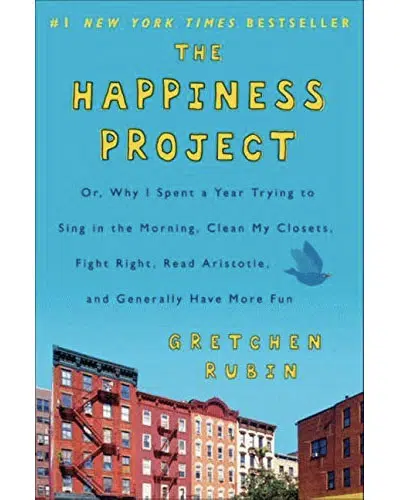 #1 NEW YORK TIMES BESTSELLER
THE
HAPPINESS
PROJECT
Or, Why I Spent a Year Trying to
Sing in the Morning, Clean My Closets,
Fight Right, Read Aristotle,
and Generally Have More Fun
GRETCHEN
RUBIN